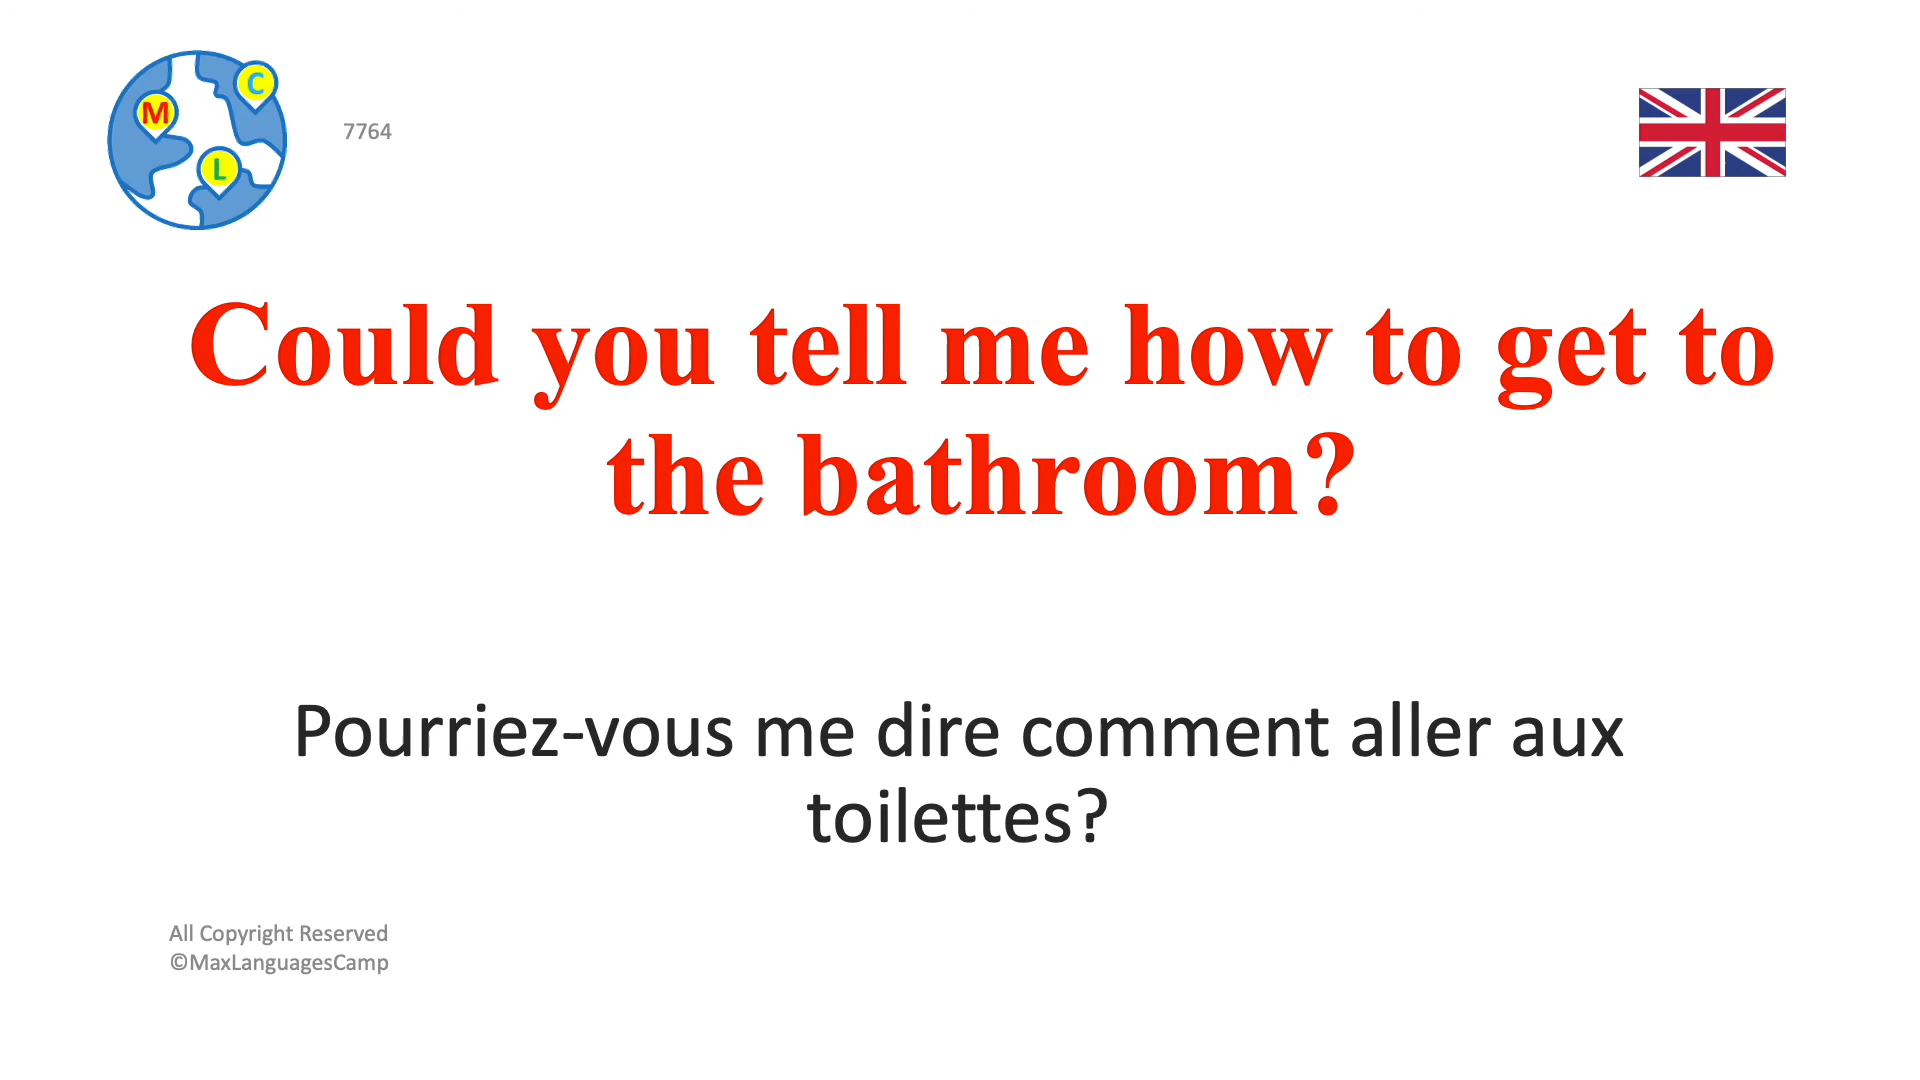 M
C
L
7764
Could you tell me how to get to
the bathroom?
Pourriez-vous me dire comment aller aux
toilettes?
All Copyright Reserved
©MaxLanguagesCamp